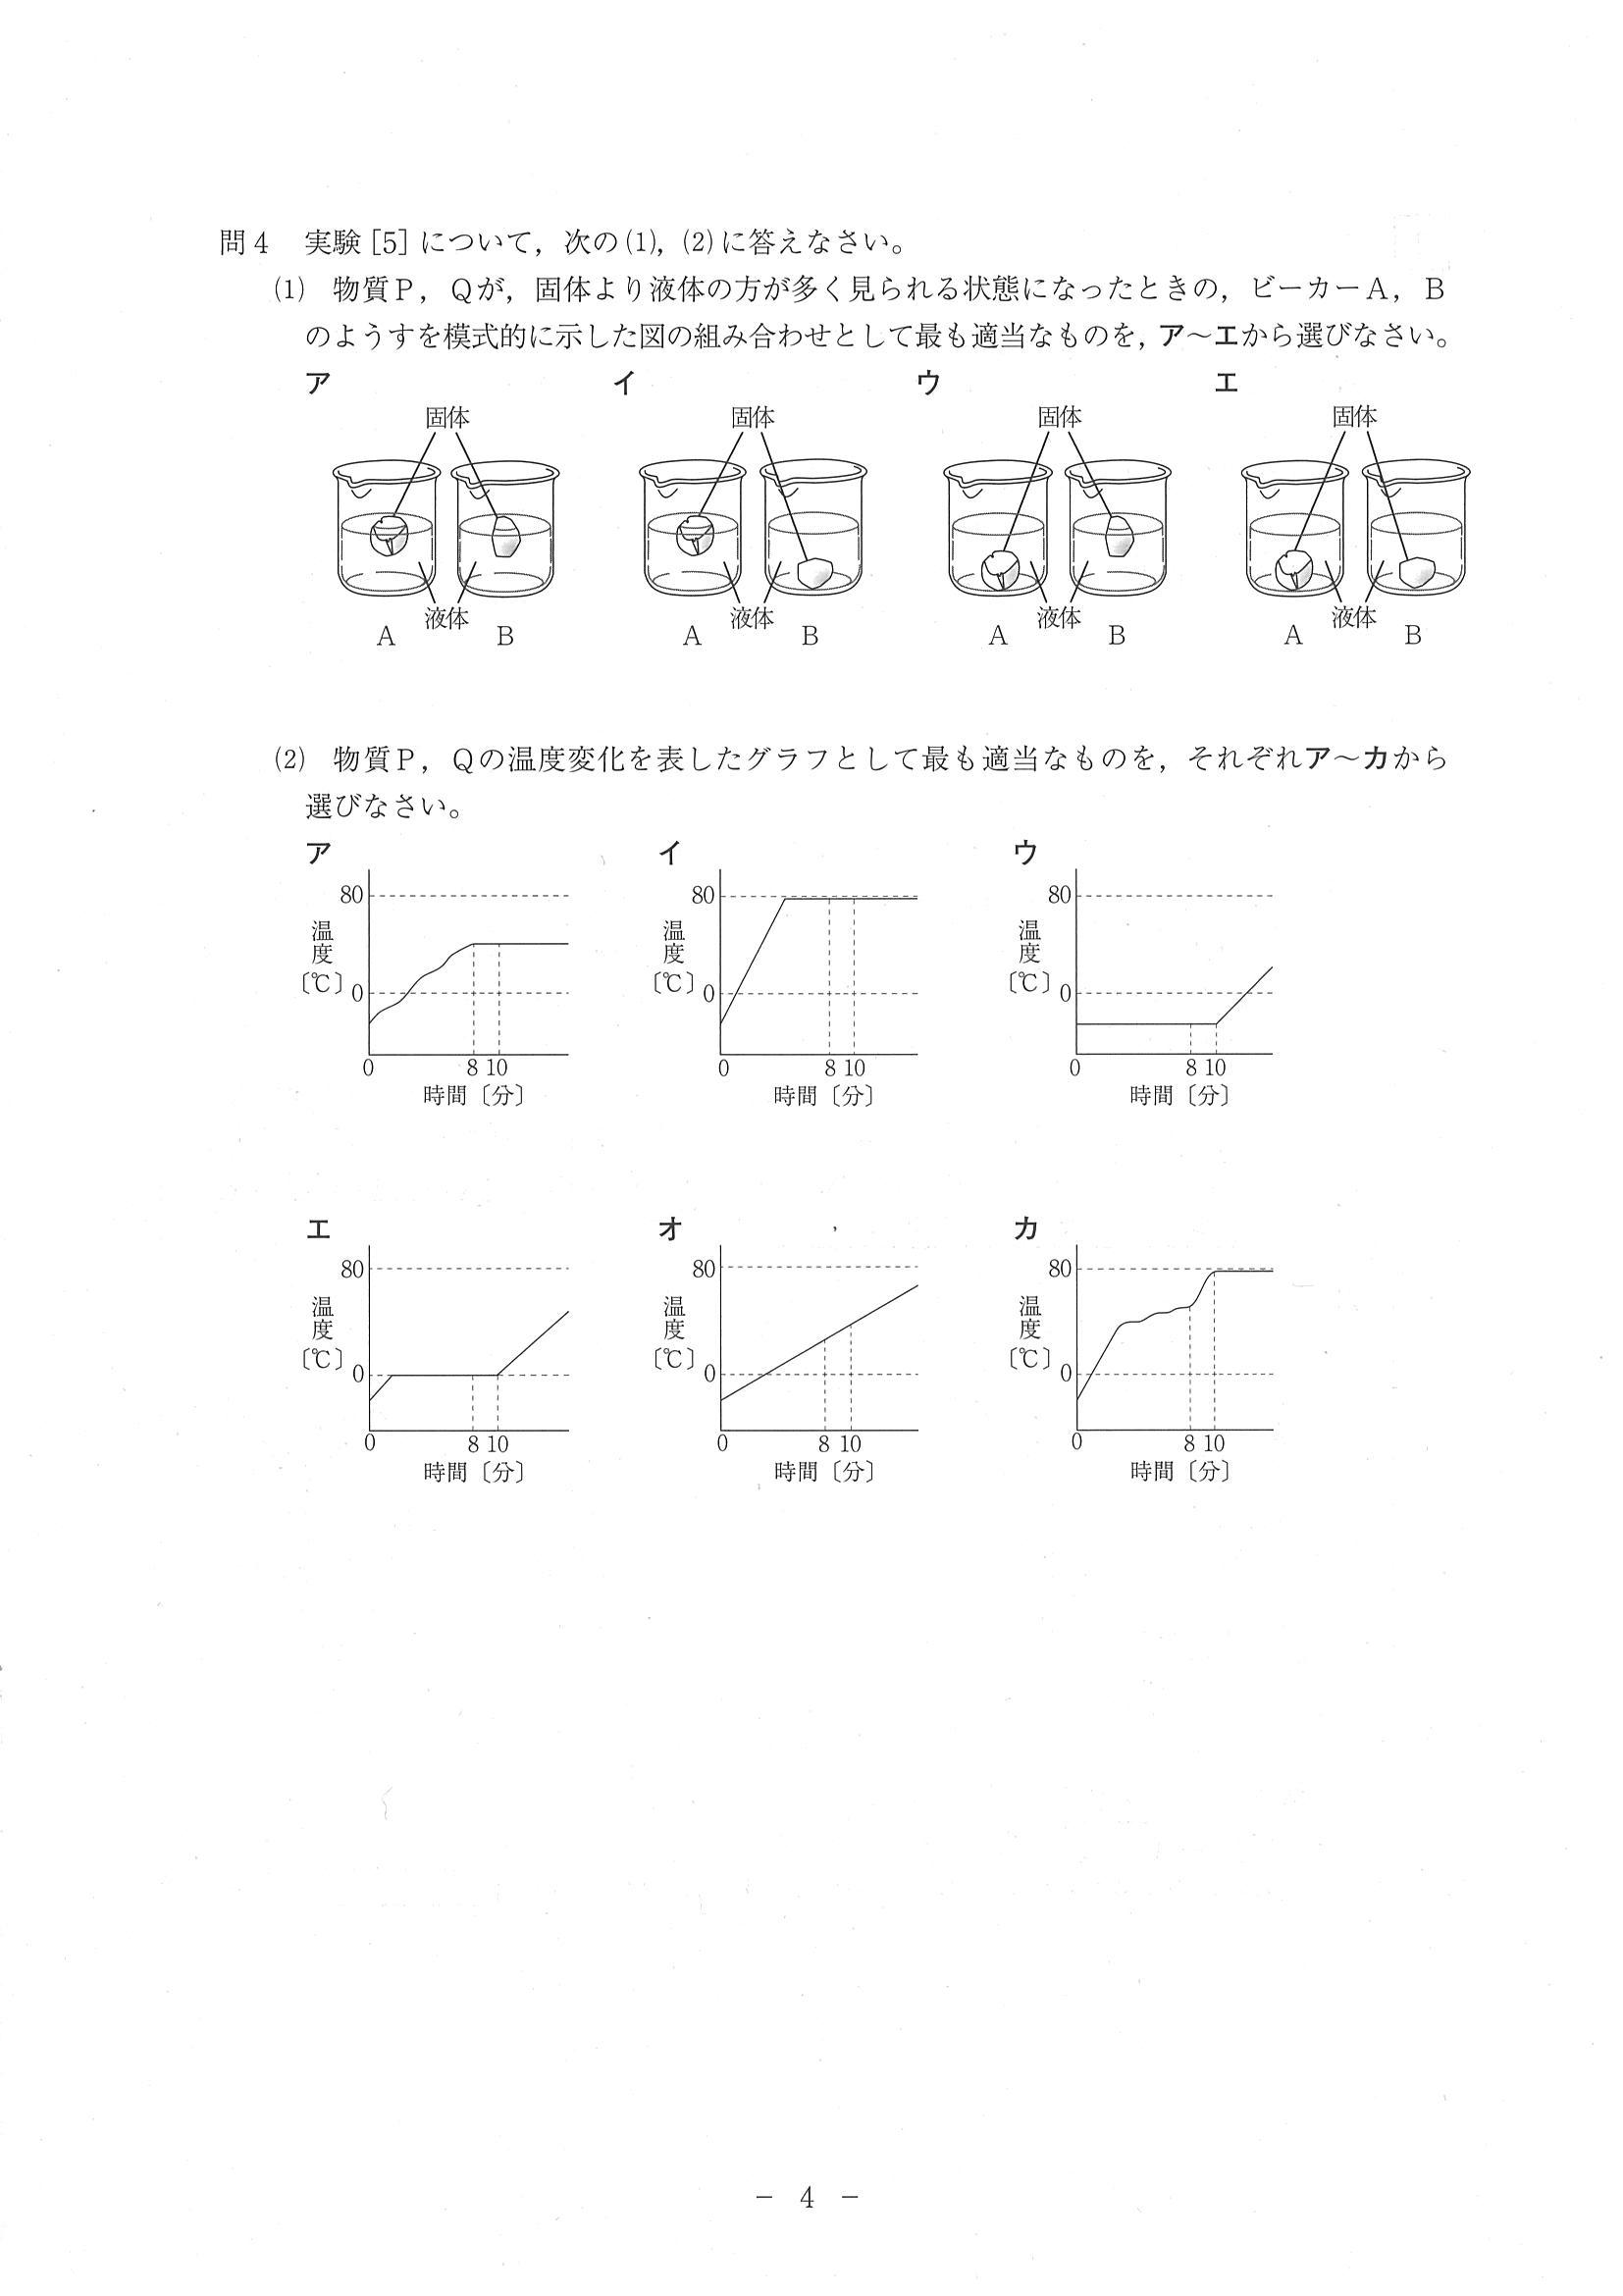 問4　実験［5］について，次の⑴，⑵に答えなさい。
⑴　物質P，Qが，固体より液体の方が多く見られる状態になったときの，ビーカーA，B
のようすを模式的に示した図の組み合わせとして最も適当なものを，ア～エから選びなさい。
ア　イ　ウ　エ
固体　固体　固体　固体
液体　液体　液体　液体
A　B　A　B　A　B　A　B
⑵　物質P，Qの温度変化を表したグラフとして最も適当なものを，それぞれア～カから
選びなさい。
ア
80
温度〔℃〕
0
0　8　10
時間〔分〕
イ
80
温度〔℃〕
0
0　8　10
時間〔分〕
ウ
80
温度〔℃〕
0
0　8　10
時間〔分〕
エ
80
温度〔℃〕
0
0　8　10
時間〔分〕
オ
80
温度〔℃〕
0
0　8　10
時間〔分〕
カ
80
温度〔℃〕
0
0　8　10
時間〔分〕
－　4　－